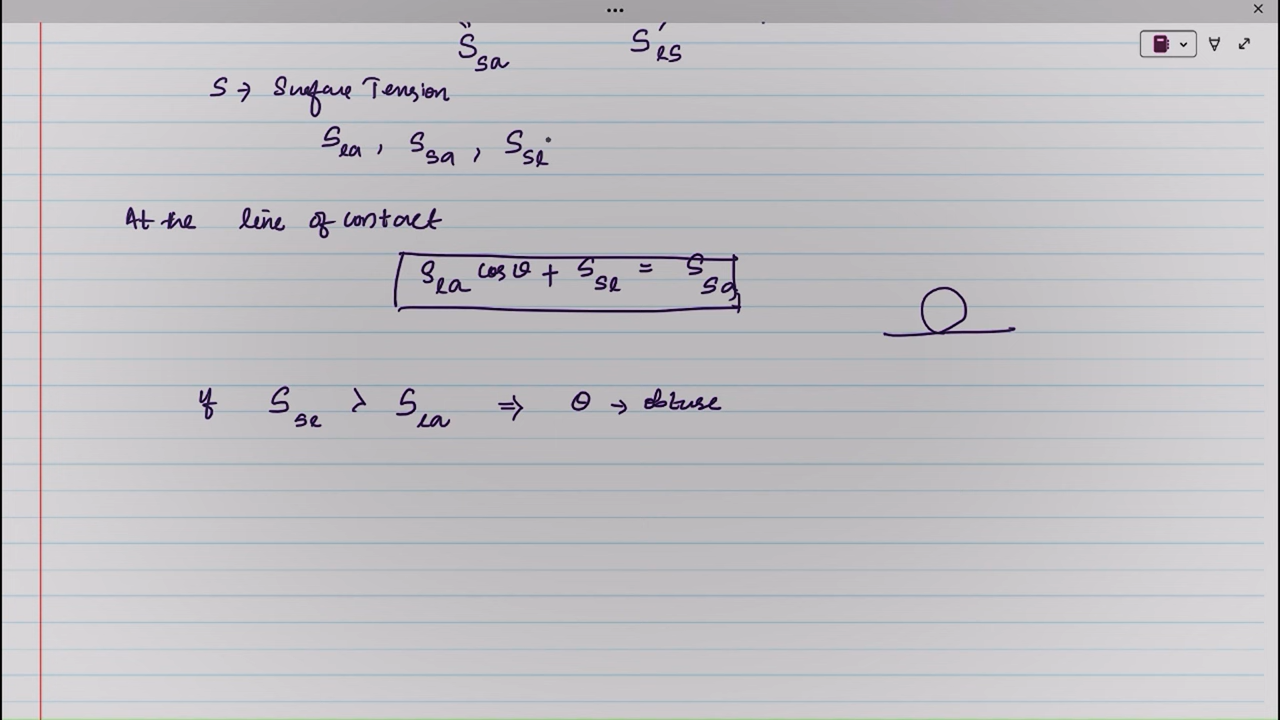 S_sa S_ls
S → Surface Tension
S_la , S_sa , S_sl
At the line of contact
S_la cos θ + S_sl = S_sa
if S_sl > S_la ⇒ θ → obtuse